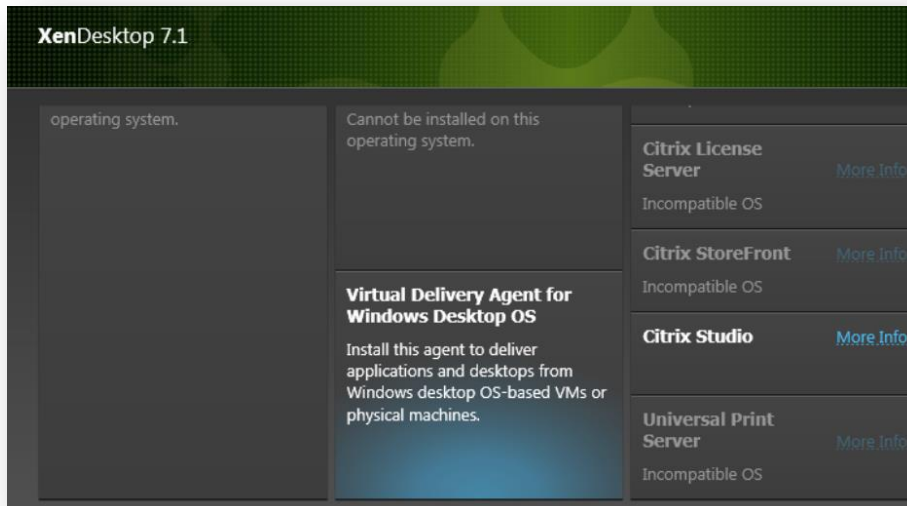 XenDesktop 7.1
operating system.
Cannot be installed on this
operating system.
Virtual Delivery Agent for
Windows Desktop OS
Install this agent to deliver
applications and desktops from
Windows desktop OS-based VMs or
physical machines.
Citrix License
Server
More Info
Incompatible OS
Citrix StoreFront
More Info
Incompatible OS
Citrix Studio
More Info
Universal Print
Server
More Info
Incompatible OS